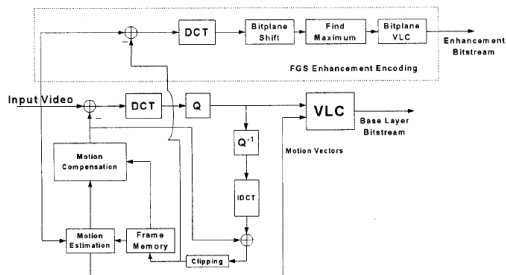 DCT
Bitplane
Shift
Find
Maximum
Bitplane
VLC
Enhancement
Bitstream
FGS Enhancement Encoding
Input Video
DCT
Q
VLC
Base Layer
Bitstream
Motion Vectors
Q-1
IDCT
Motion
Compensation
Motion
Estimation
Frame
Memory
Clipping